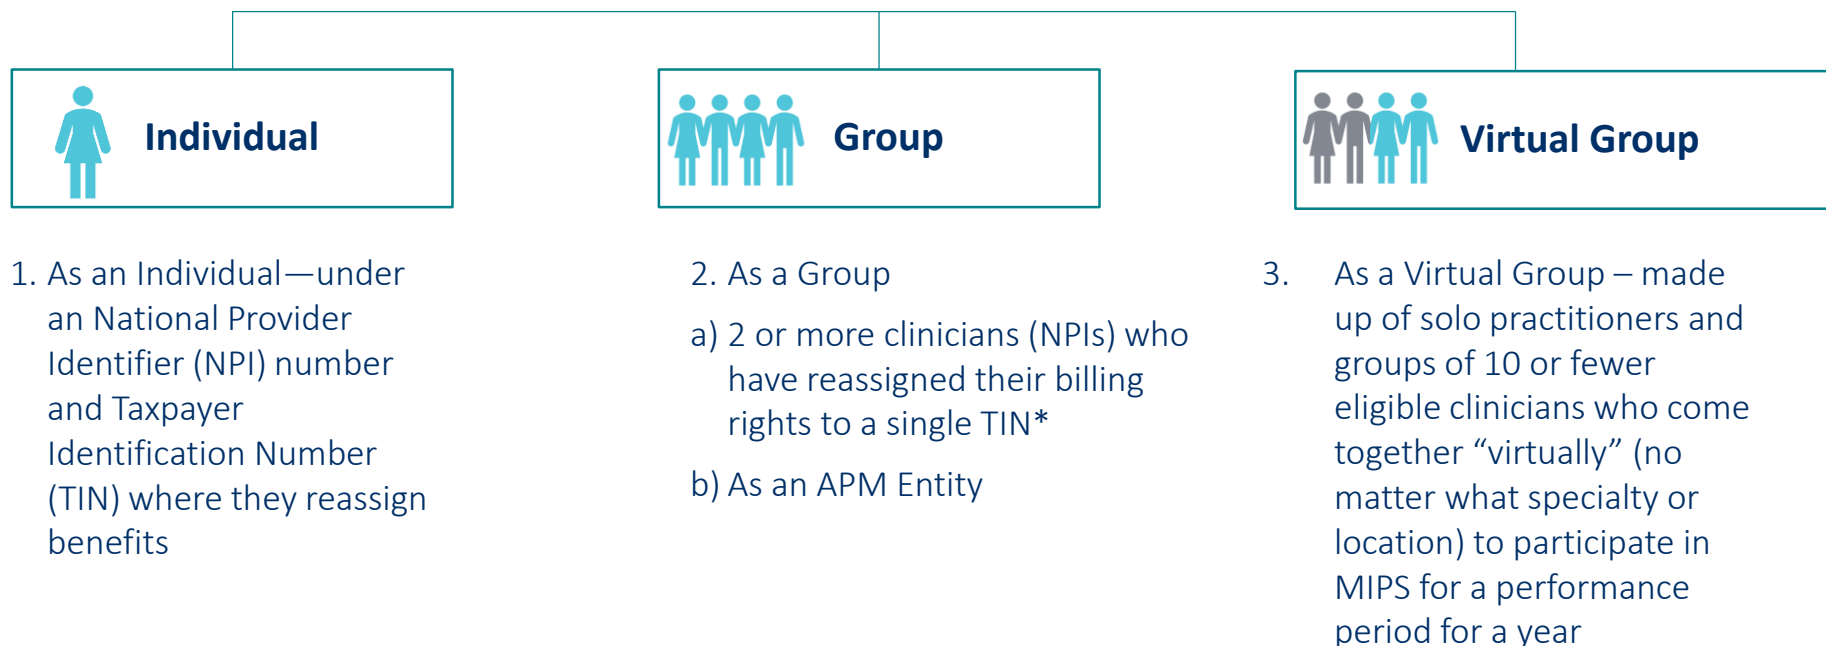 Individual
Group
Virtual Group
1. As an Individual—under
an National Provider
Identifier (NPI) number
and Taxpayer
Identification Number
(TIN) where they reassign
benefits
2. As a Group
a) 2 or more clinicians (NPIs) who
have reassigned their billing
rights to a single TIN*
b) As an APM Entity
3. As a Virtual Group – made
up of solo practitioners and
groups of 10 or fewer
eligible clinicians who come
together “virtually” (no
matter what specialty or
location) to participate in
MIPS for a performance
period for a year